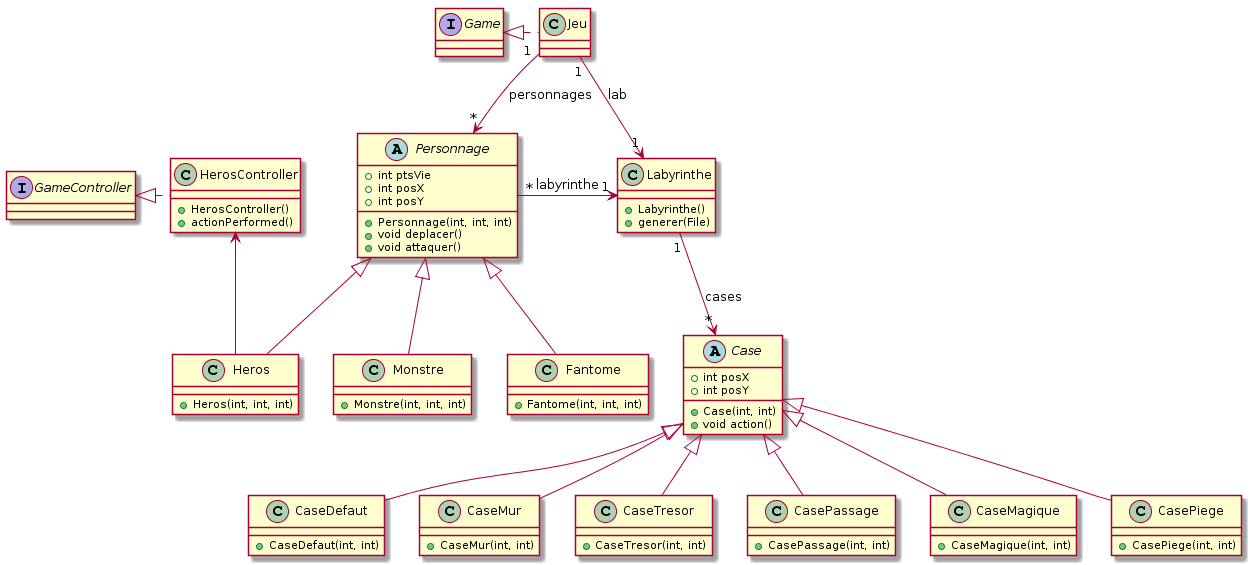 I Game
C Jeu
1
1
personnages
lab
*
1
A Personnage
int ptsVie
int posX
int posY
Personnage(int, int, int)
void deplacer()
void attaquer()
* labyrinthe 1
C Labyrinthe
Labyrinthe()
generer(File)
I GameController
C HerosController
HerosController()
actionPerformed()
1
cases
*
C Heros
Heros(int, int, int)
C Monstre
Monstre(int, int, int)
C Fantome
Fantome(int, int, int)
A Case
int posX
int posY
Case(int, int)
void action()
C CaseDefaut
CaseDefaut(int, int)
C CaseMur
CaseMur(int, int)
C CaseTresor
CaseTresor(int, int)
C CasePassage
CasePassage(int, int)
C CaseMagique
CaseMagique(int, int)
C CasePiege
CasePiege(int, int)